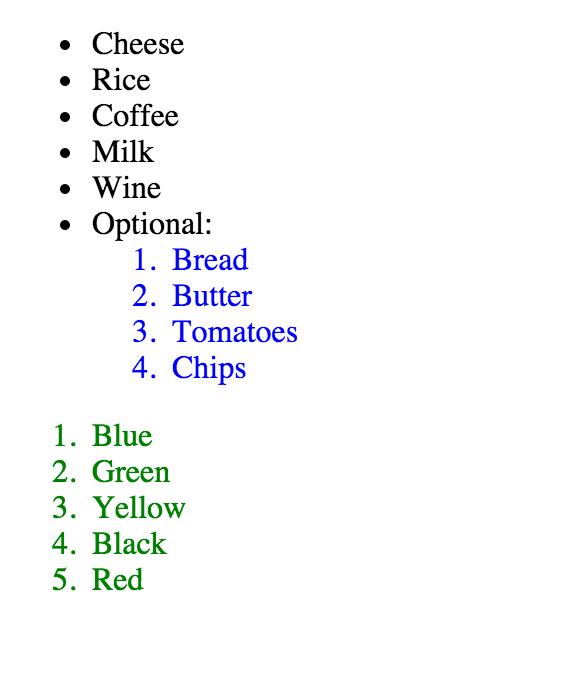 • Cheese
• Rice
• Coffee
• Milk
• Wine
• Optional:
1. Bread
2. Butter
3. Tomatoes
4. Chips
1. Blue
2. Green
3. Yellow
4. Black
5. Red